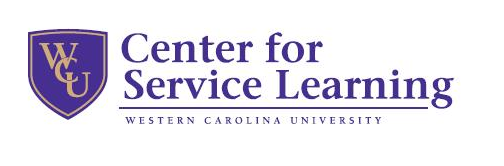 WCU
Center for
Service Learning
WESTERN CAROLINA UNIVERSITY